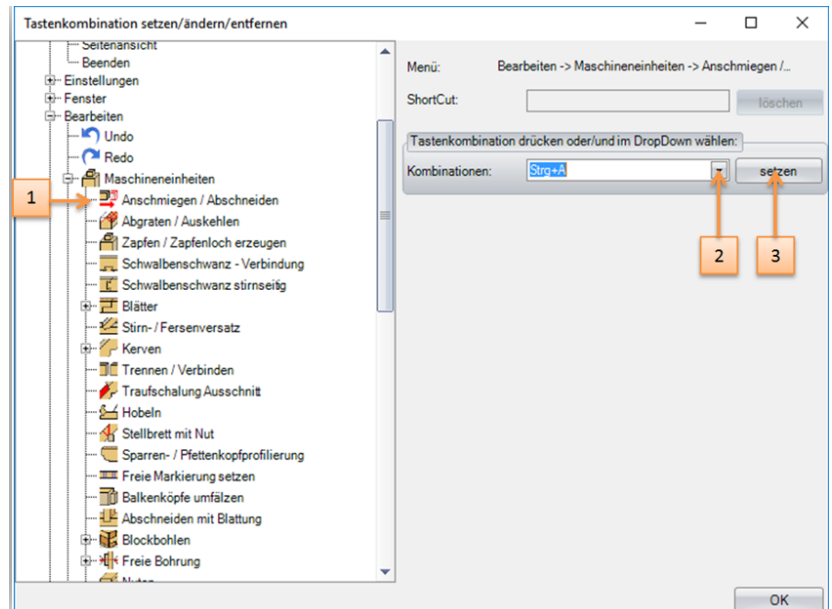 Tastenkombination setzen/ändern/entfernen
Seitenansicht
Beenden
Einstellungen
Fenster
Bearbeiten
Undo
Redo
Maschineneinheiten
Anschmiegen / Abschneiden
Abgraten / Auskehlen
Zapfen / Zapfenloch erzeugen
Schwalbenschwanz - Verbindung
Schwalbenschwanz stirnseitig
Blätter
Stirn- / Fersenversatz
Kerven
Trennen / Verbinden
Traufschalung Ausschnitt
Hobeln
Stellbrett mit Nut
Sparren- / Pfettenkopfprofilierung
Freie Markierung setzen
Balkenköpfe umfälzen
Abschneiden mit Blattung
Blockbohlen
Freie Bohrung
Nuten
1
Menü: Bearbeiten -> Maschineneinheiten -> Anschmiegen /...
ShortCut: löschen
Tastenkombination drücken oder/und im DropDown wählen:
Kombinationen: Strg+A setzen
2 3
OK